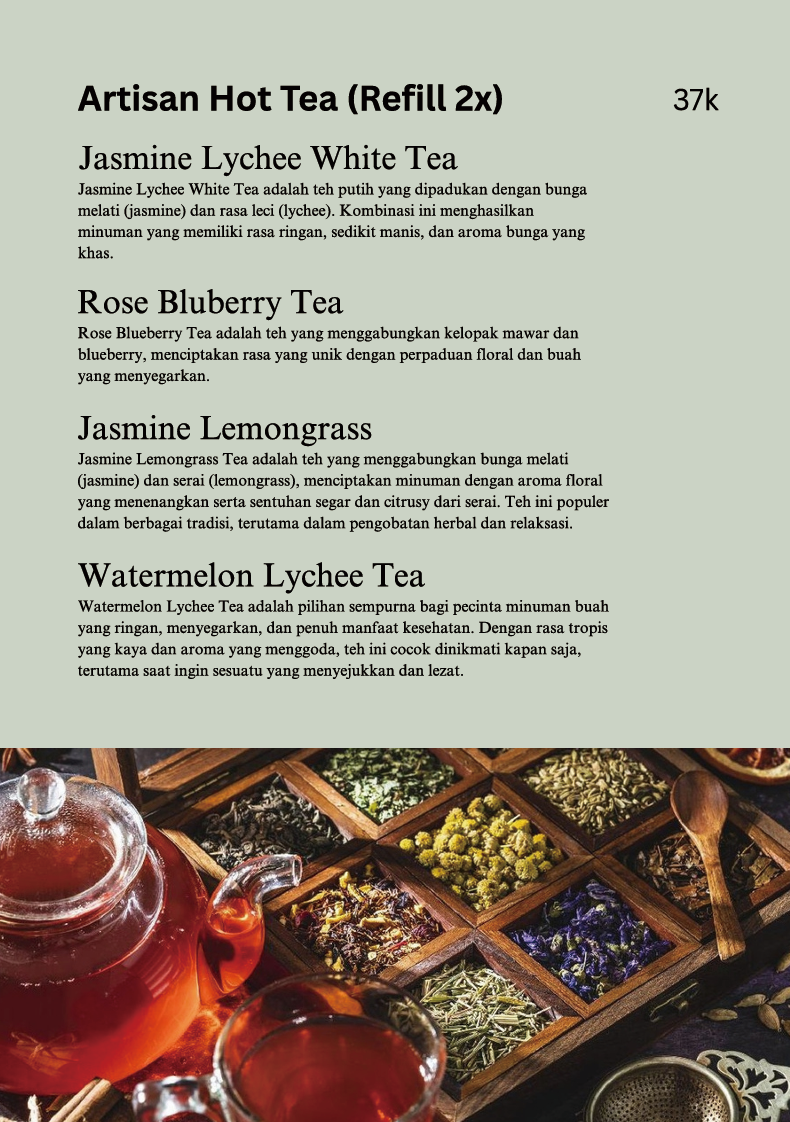 Artisan Hot Tea (Refill 2x) 37k
Jasmine Lychee White Tea
Jasmine Lychee White Tea adalah teh putih yang dipadukan dengan bunga
melati (jasmine) dan rasa leci (lychee). Kombinasi ini menghasilkan
minuman yang memiliki rasa ringan, sedikit manis, dan aroma bunga yang
khas.
Rose Bluberry Tea
Rose Blueberry Tea adalah teh yang menggabungkan kelopak mawar dan
blueberry, menciptakan rasa yang unik dengan perpaduan floral dan buah
yang menyegarkan.
Jasmine Lemongrass
Jasmine Lemongrass Tea adalah teh yang menggabungkan bunga melati
(jasmine) dan serai (lemongrass), menciptakan minuman dengan aroma floral
yang menenangkan serta sentuhan segar dan citrusy dari serai. Teh ini populer
dalam berbagai tradisi, terutama dalam pengobatan herbal dan relaksasi.
Watermelon Lychee Tea
Watermelon Lychee Tea adalah pilihan sempurna bagi pecinta minuman buah
yang ringan, menyegarkan, dan penuh manfaat kesehatan. Dengan rasa tropis
yang kaya dan aroma yang menggoda, teh ini cocok dinikmati kapan saja,
terutama saat ingin sesuatu yang menyejukkan dan lezat.